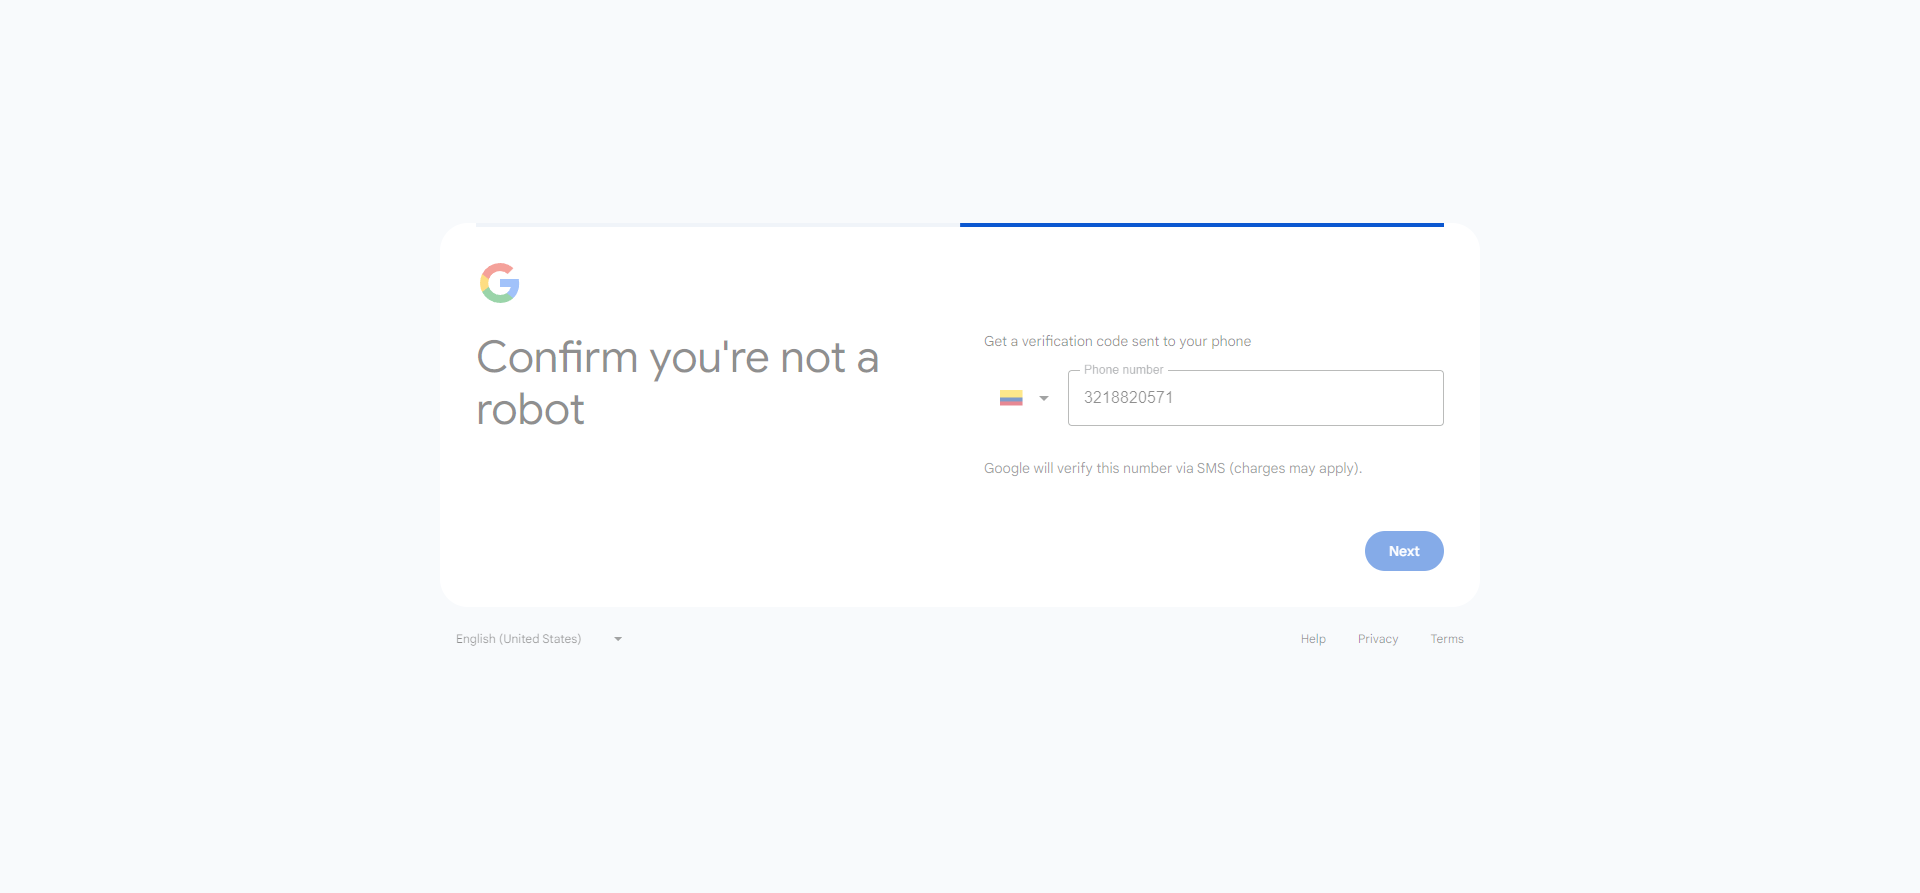 Confirm you're not a
robot
Get a verification code sent to your phone
Phone number
3218820571
Google will verify this number via SMS (charges may apply).
Next
English (United States)
Help Privacy Terms